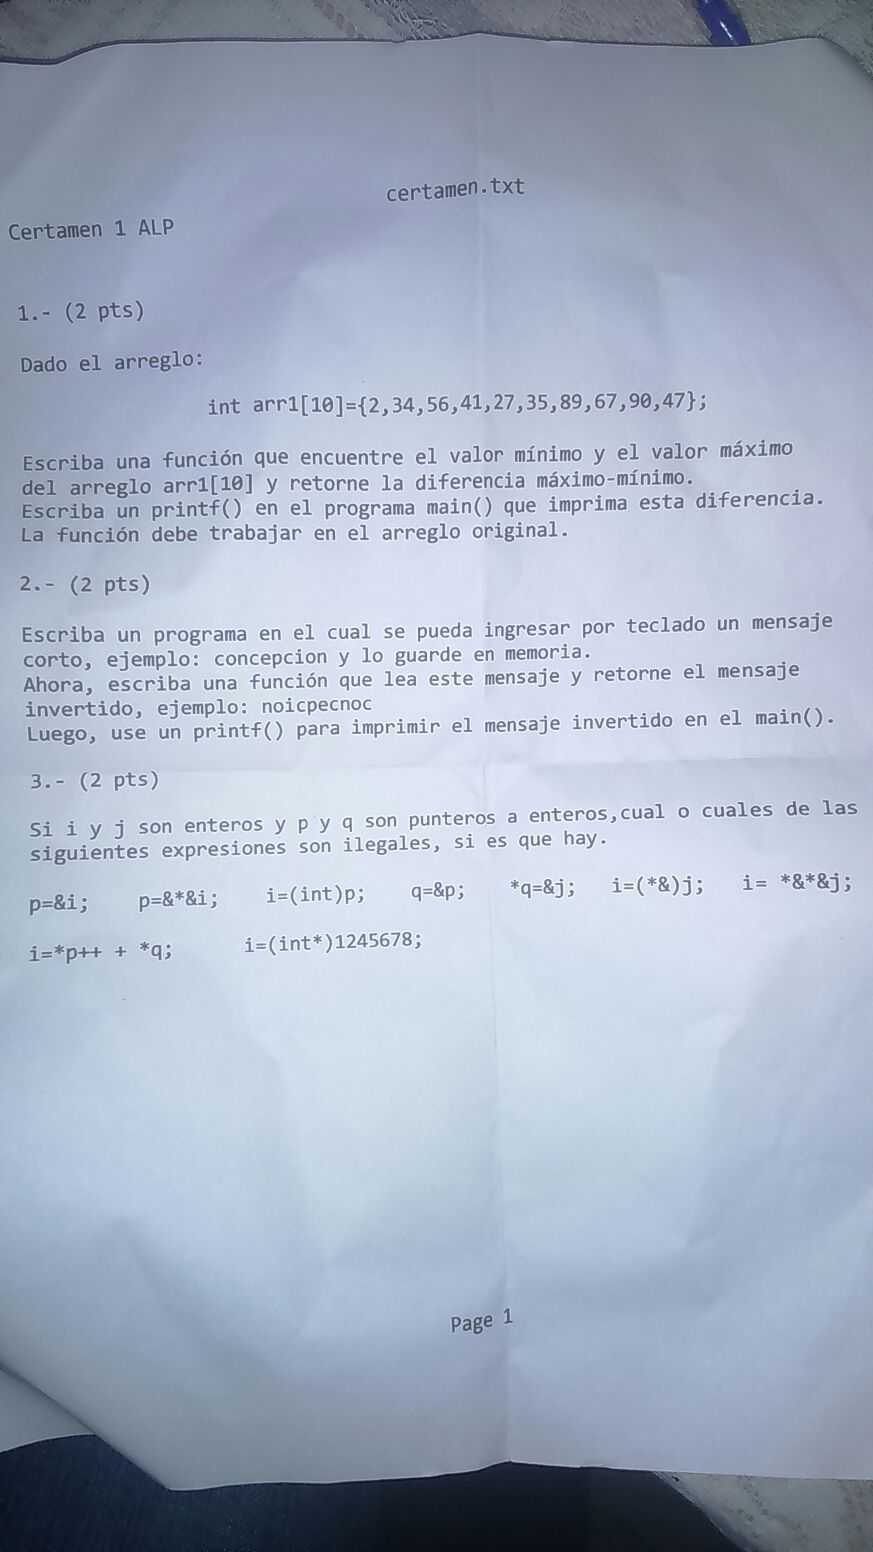 certamen.txt
Certamen 1 ALP
1.- (2 pts)
Dado el arreglo:
int arr1[10]={2,34,56,41,27,35,89,67,90,47};
Escriba una función que encuentre el valor mínimo y el valor máximo
del arreglo arr1[10] y retorne la diferencia máximo-mínimo.
Escriba un printf() en el programa main() que imprima esta diferencia.
La función debe trabajar en el arreglo original.
2.- (2 pts)
Escriba un programa en el cual se pueda ingresar por teclado un mensaje
corto, ejemplo: concepcion y lo guarde en memoria.
Ahora, escriba una función que lea este mensaje y retorne el mensaje
invertido, ejemplo: noicpecnoc
Luego, use un printf() para imprimir el mensaje invertido en el main().
3.- (2 pts)
Si i y j son enteros y p y q son punteros a enteros,cual o cuales de las
siguientes expresiones son ilegales, si es que hay.
p=&i; p=&*&i; i=(int)p; q=&p; *q=&j; i=(*&)j; i= *&*&j;
i=*p++ + *q; i=(int*)1245678;
Page 1